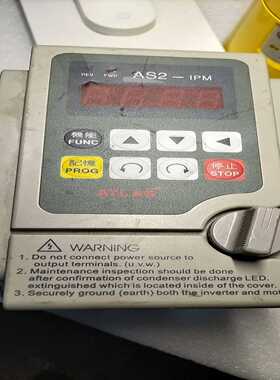 REV FWD
AS2-IPM
機能
FUNC
記憶
PROG
停止
STOP
ATLAS
WARNING
1. Do not connect power source to
output terminals. (u.v.w.)
2. Maintenance inspection should be done
after confirmation of condenser discharge LED.
extinguished which is located inside of the cover.
3. Securely ground (earth) both the inverter and mot